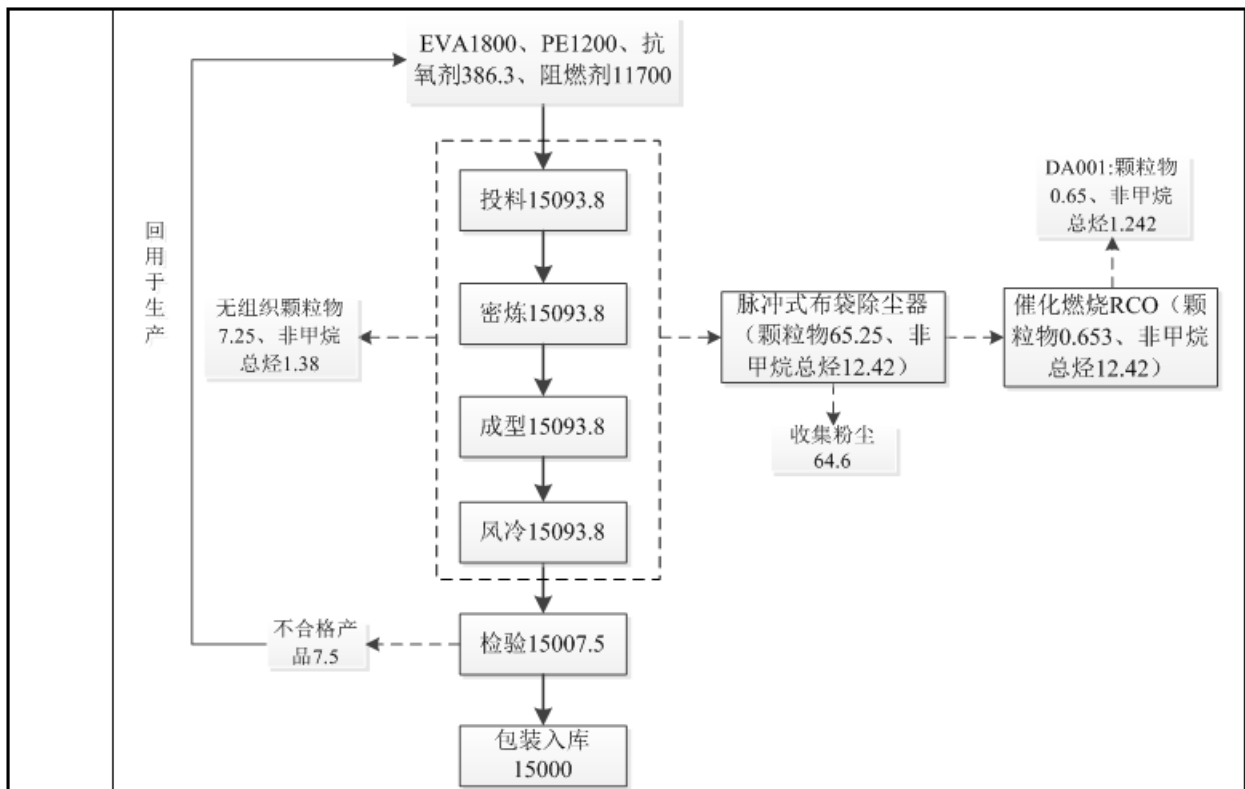 EVA1800、PE1200、抗
氧剂386.3、阻燃剂11700
投料15093.8
密炼15093.8
成型15093.8
风冷15093.8
检验15007.5
包装入库
15000
回
用
于
生
产
无组织颗粒物
7.25、非甲烷
总烃1.38
不合格产
品7.5
脉冲式布袋除尘器
（颗粒物65.25、非
甲烷总烃12.42）
收集粉尘
64.6
催化燃烧RCO（颗
粒物0.653、非甲烷
总烃12.42）
DA001:颗粒物
0.65、非甲烷
总烃1.242